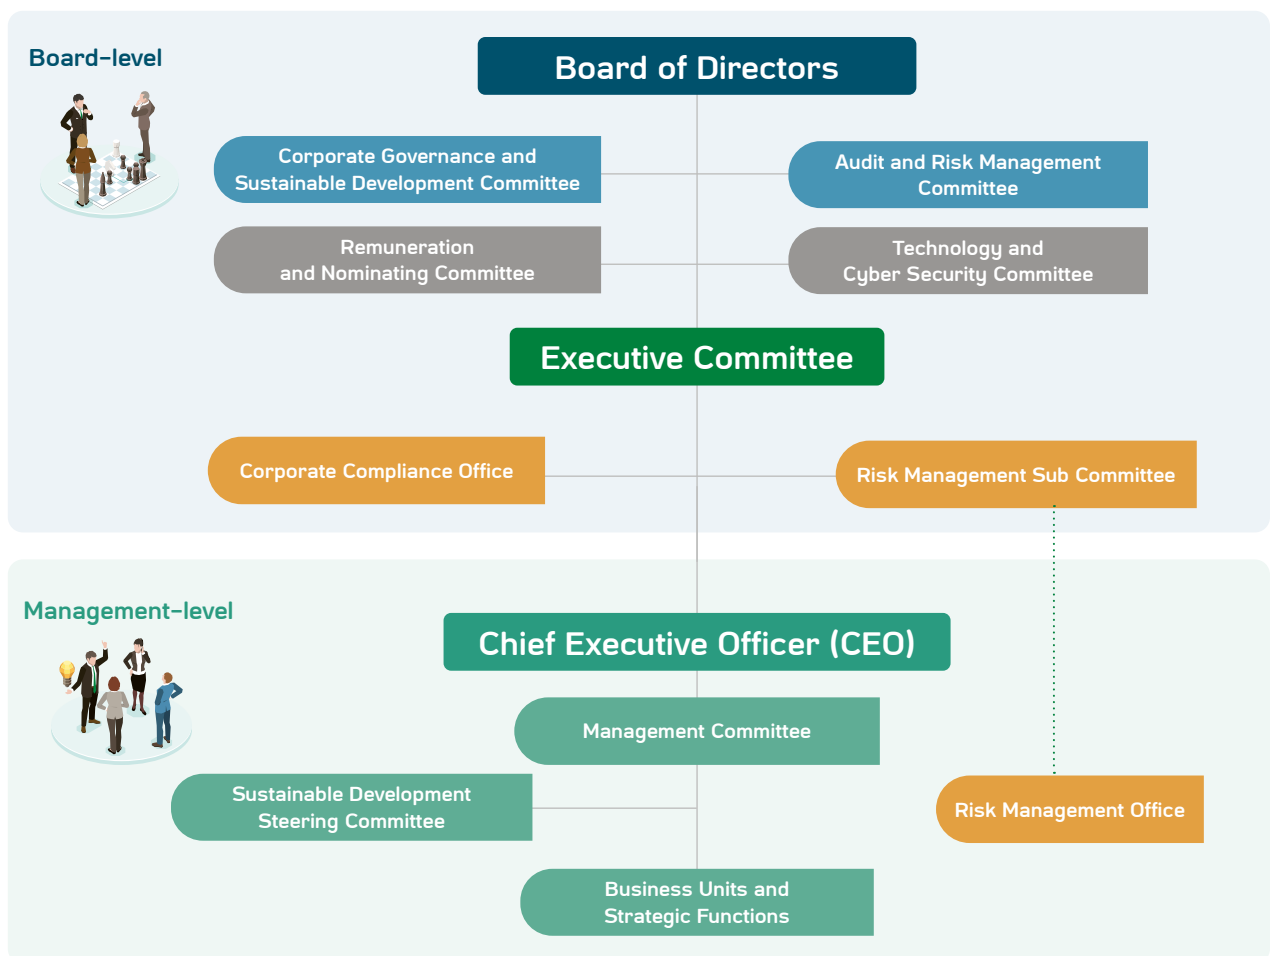 Board-level
Board of Directors
Corporate Governance and
Sustainable Development Committee
Audit and Risk Management
Committee
Remuneration
and Nominating Committee
Technology and
Cyber Security Committee
Executive Committee
Corporate Compliance Office
Risk Management Sub Committee
Management-level
Chief Executive Officer (CEO)
Management Committee
Sustainable Development
Steering Committee
Risk Management Office
Business Units and
Strategic Functions